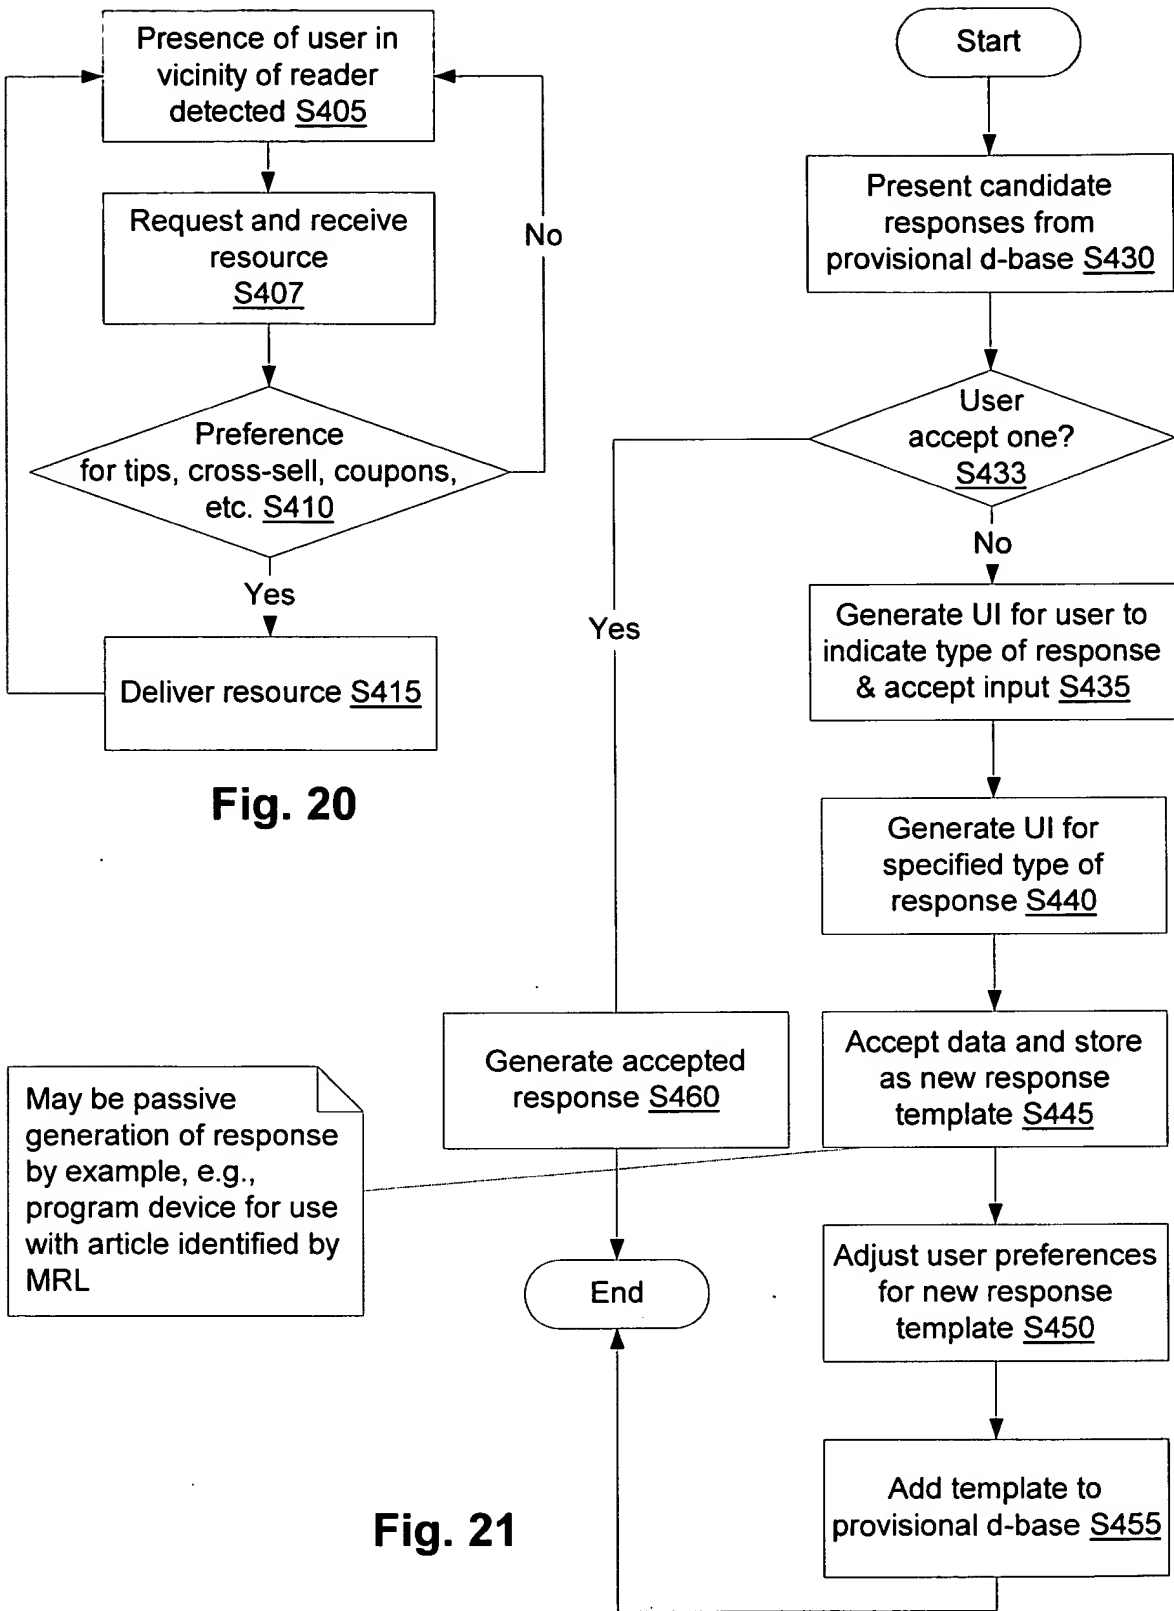 Presence of user in
vicinity of reader
detected S405
Request and receive
resource
S407
No
Preference
for tips, cross-sell, coupons,
etc. S410
Yes
Deliver resource S415
Fig. 20
Start
Present candidate
responses from
provisional d-base S430
User
accept one?
S433
No
Yes
Generate UI for user to
indicate type of response
& accept input S435
Generate UI for
specified type of
response S440
Accept data and store
as new response
template S445
Generate accepted
response S460
May be passive
generation of response
by example, e.g.,
program device for use
with article identified by
MRL
Adjust user preferences
for new response
template S450
End
Add template to
provisional d-base S455
Fig. 21